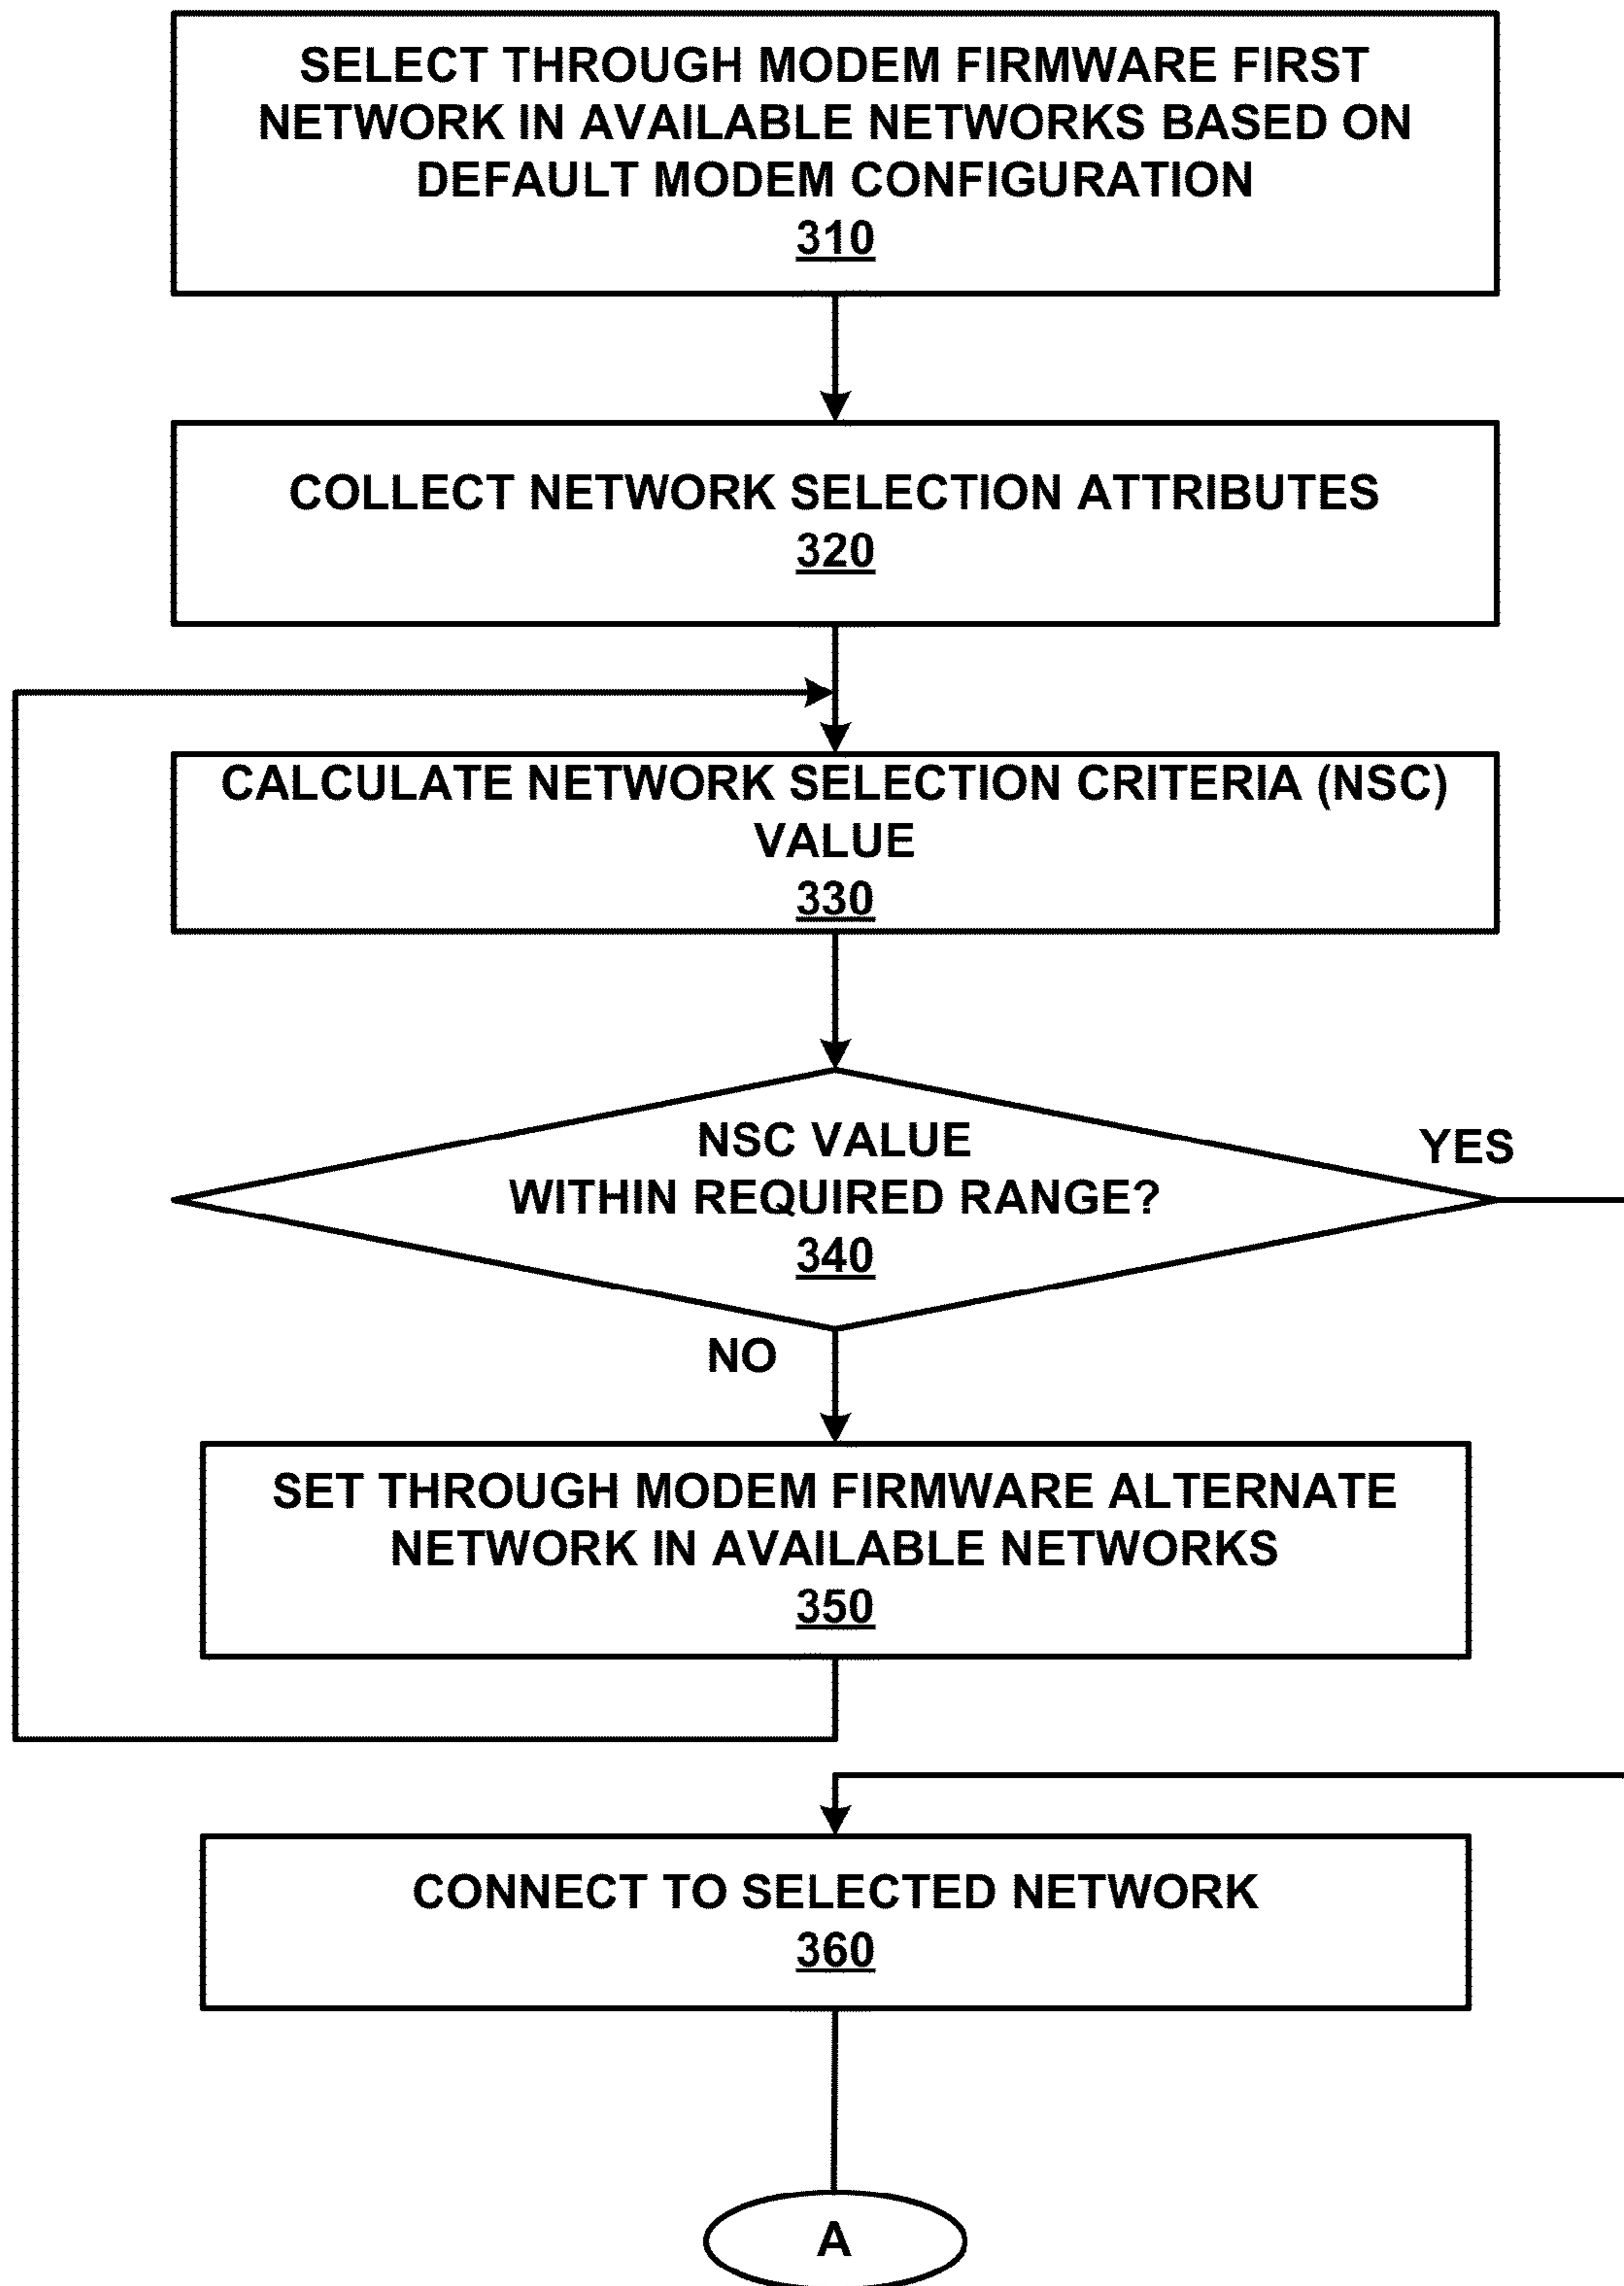 SELECT THROUGH MODEM FIRMWARE FIRST
NETWORK IN AVAILABLE NETWORKS BASED ON
DEFAULT MODEM CONFIGURATION
310
COLLECT NETWORK SELECTION ATTRIBUTES
320
CALCULATE NETWORK SELECTION CRITERIA (NSC)
VALUE
330
NSC VALUE
WITHIN REQUIRED RANGE?
340
YES
NO
SET THROUGH MODEM FIRMWARE ALTERNATE
NETWORK IN AVAILABLE NETWORKS
350
CONNECT TO SELECTED NETWORK
360
A